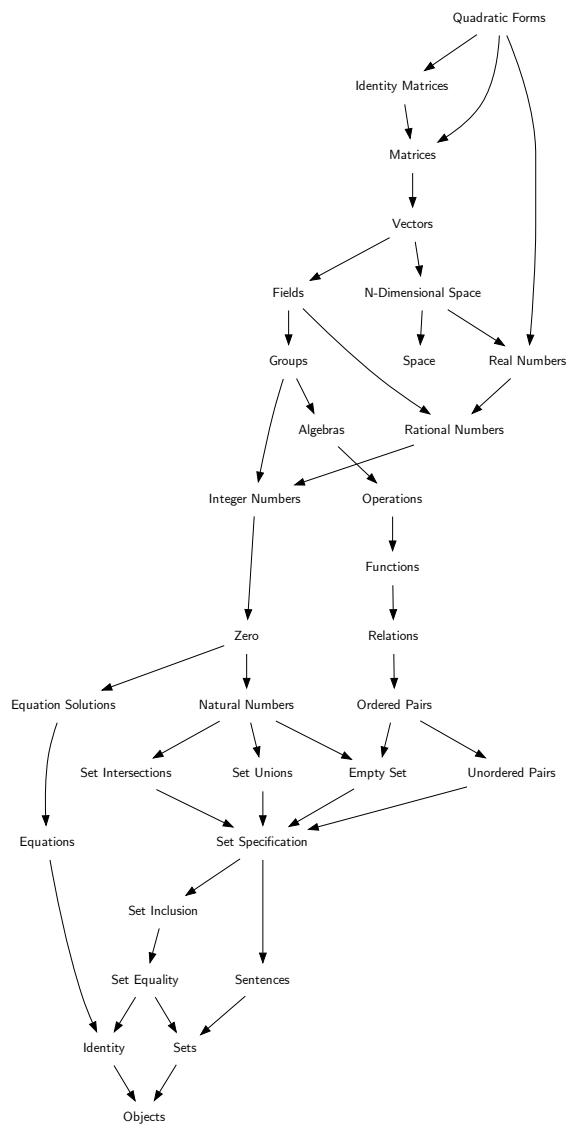 Quadratic Forms
Identity Matrices
Matrices
Vectors
Fields
N-Dimensional Space
Groups
Space
Real Numbers
Algebras
Rational Numbers
Integer Numbers
Operations
Functions
Zero
Relations
Equation Solutions
Natural Numbers
Ordered Pairs
Set Intersections
Set Unions
Empty Set
Unordered Pairs
Equations
Set Specification
Set Inclusion
Set Equality
Sentences
Identity
Sets
Objects